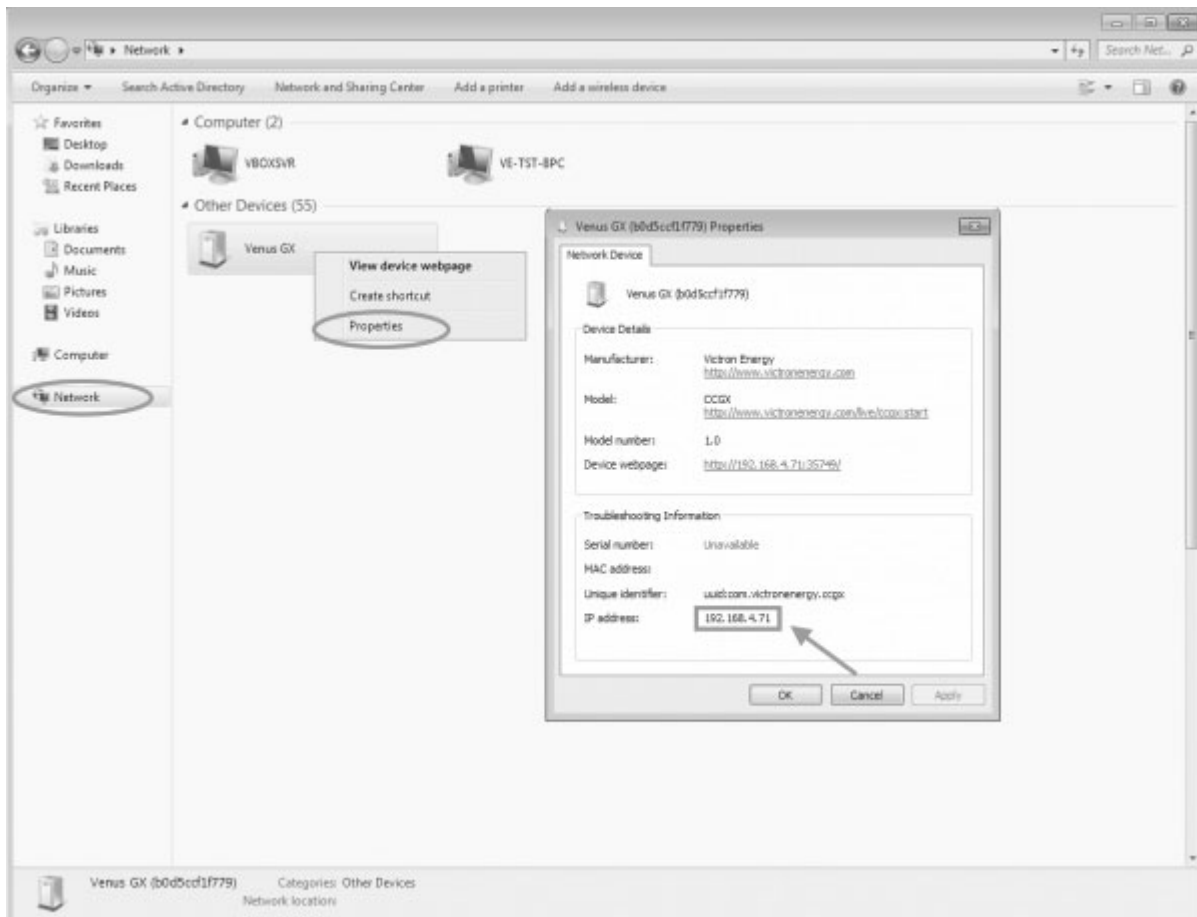 Network
Search Net...
Organize
Search Active Directory
Network and Sharing Center
Add a printer
Add a wireless device
Favorites
Desktop
Downloads
Recent Places
Libraries
Documents
Music
Pictures
Videos
Computer
Network
Computer (2)
VBOXSVR
VE-TST-BPC
Other Devices (55)
Venus GX
View device webpage
Create shortcut
Properties
Venus GX (b0d5ccf1f779) Properties
Network Device
Venus GX (b0d5ccf1f779)
Device Details
Manufacturer: Victron Energy
http://www.victronenergy.com
Model: CCGX
http://www.victronenergy.com/live/ccgx:start
Model number: 1.0
Device webpage: http://192.168.4.71:35749/
Troubleshooting Information
Serial number: Unavailable
MAC address:
Unique identifier: uuid:com.victronenergy.ccgx
IP address: 192.168.4.71
OK Cancel Apply
Venus GX (b0d5ccf1f779) Categories: Other Devices
Network location: